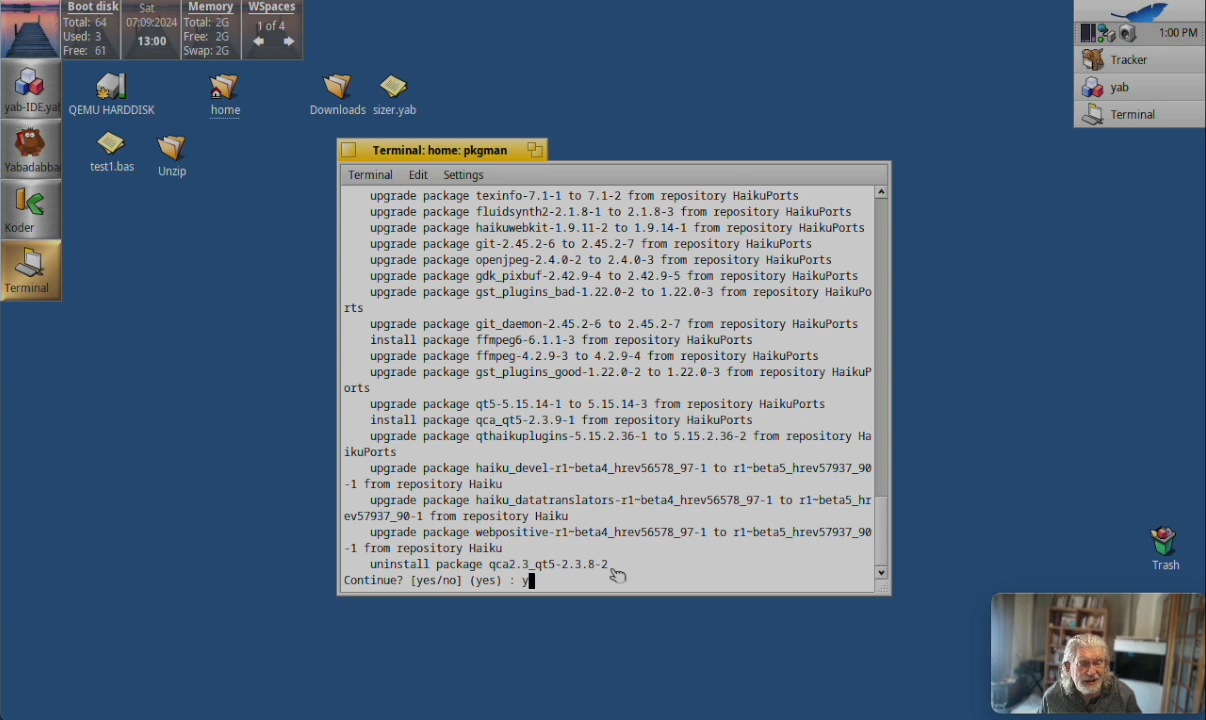 Boot disk
Total: 64
Used: 3
Free: 61
Sat
07:09:2024
13:00
Memory
Total: 2G
Free: 2G
Swap: 2G
WSpaces
1 of 4
1:00 PM
Tracker
yab
Terminal
yab-IDE.yal
Yabadabba
Koder
Terminal
QEMU HARDDISK
home
Downloads
sizer.yab
test1.bas
Unzip
Terminal: home: pkgman
Terminal Edit Settings
upgrade package texinfo-7.1-1 to 7.1-2 from repository HaikuPorts
upgrade package fluidsynth2-2.1.8-1 to 2.1.8-3 from repository HaikuPorts
upgrade package haikuwebkit-1.9.11-2 to 1.9.14-1 from repository HaikuPorts
upgrade package git-2.45.2-6 to 2.45.2-7 from repository HaikuPorts
upgrade package openjpeg-2.4.0-2 to 2.4.0-3 from repository HaikuPorts
upgrade package gdk_pixbuf-2.42.9-4 to 2.42.9-5 from repository HaikuPorts
upgrade package gst_plugins_bad-1.22.0-2 to 1.22.0-3 from repository HaikuPo
rts
upgrade package git_daemon-2.45.2-6 to 2.45.2-7 from repository HaikuPorts
install package ffmpeg6-6.1.1-3 from repository HaikuPorts
upgrade package ffmpeg-4.2.9-3 to 4.2.9-4 from repository HaikuPorts
upgrade package gst_plugins_good-1.22.0-2 to 1.22.0-3 from repository HaikuP
orts
upgrade package qt5-5.15.14-1 to 5.15.14-3 from repository HaikuPorts
install package qca_qt5-2.3.9-1 from repository HaikuPorts
upgrade package qthaikuplugins-5.15.2.36-1 to 5.15.2.36-2 from repository Ha
ikuPorts
upgrade package haiku_devel-r1~beta4_hrev56578_97-1 to r1~beta5_hrev57937_90
-1 from repository Haiku
upgrade package haiku_datatranslators-r1~beta4_hrev56578_97-1 to r1~beta5_hr
ev57937_90-1 from repository Haiku
upgrade package webpositive-r1~beta4_hrev56578_97-1 to r1~beta5_hrev57937_90
-1 from repository Haiku
uninstall package qca2.3_qt5-2.3.8-2
Continue? [yes/no] (yes) : y
Trash